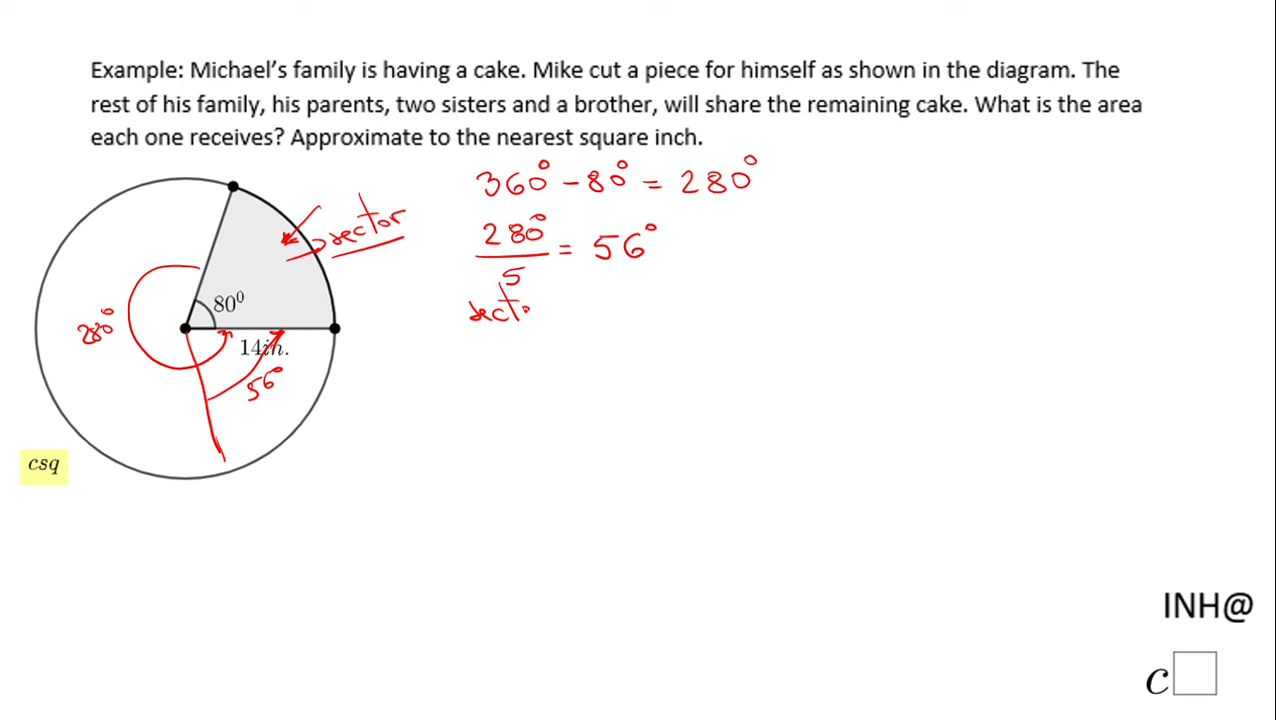 Example: Michael's family is having a cake. Mike cut a piece for himself as shown in the diagram. The
rest of his family, his parents, two sisters and a brother, will share the remaining cake. What is the area
each one receives? Approximate to the nearest square inch.
360° - 80° = 280°
280°
5
= 56°
sector
sect
80⁰
280°
14in.
56°
csq
INH@
c